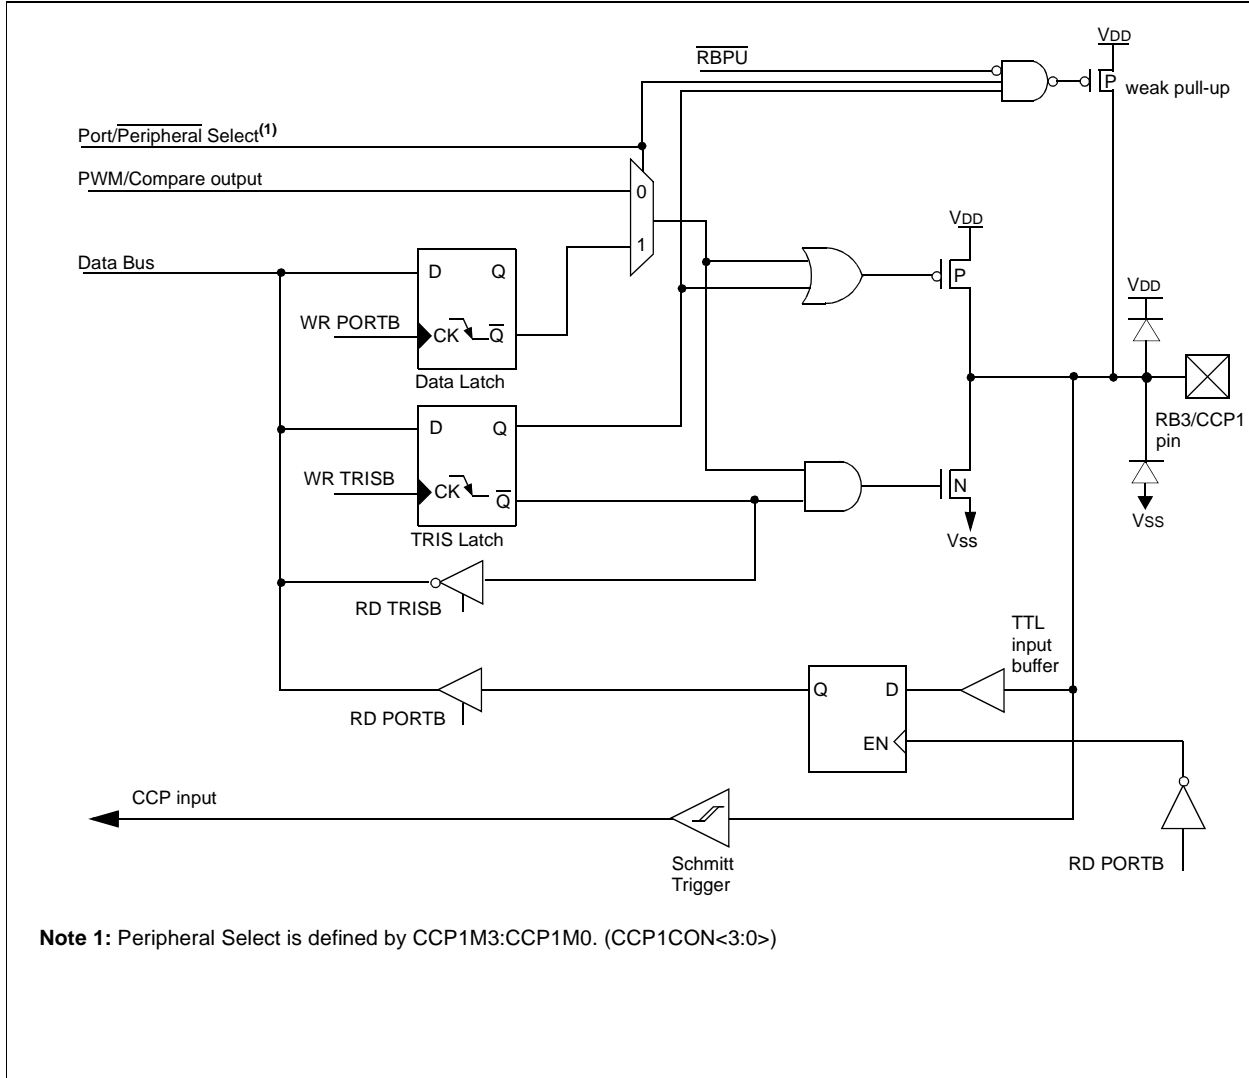 VDD
RBPU
P
weak pull-up
Port/Peripheral Select(1)
PWM/Compare output
0
1
VDD
Data Bus
D Q
P
VDD
WR PORTB
CK Q
Data Latch
D Q
RB3/CCP1
pin
WR TRISB
CK Q
N
TRIS Latch
Vss
Vss
RD TRISB
TTL
input
buffer
Q D
RD PORTB
EN
CCP input
Schmitt
Trigger
RD PORTB
Note 1: Peripheral Select is defined by CCP1M3:CCP1M0. (CCP1CON<3:0>)